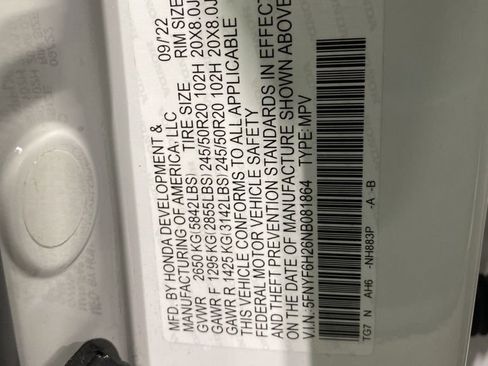 MFD. BY HONDA DEVELOPMENT & 09/'22
MANUFACTURING OF AMERICA, LLC
TIRE SIZE RIM SIZE
GVWR 2650 KG(5842LBS)
GAWR F 1295 KG(2855LBS) 245/50R20 102H 20X8.0J
GAWR R 1425 KG(3142LBS) 245/50R20 102H 20X8.0J
THIS VEHICLE CONFORMS TO ALL APPLICABLE
FEDERAL MOTOR VEHICLE SAFETY
AND THEFT PREVENTION STANDARDS IN EFFECT
ON THE DATE OF MANUFACTURE SHOWN ABOVE
V.I.N.:5FNYF6H26NB081864 TYPE:MPV
TG7 N AH6 -NH883P -A -B